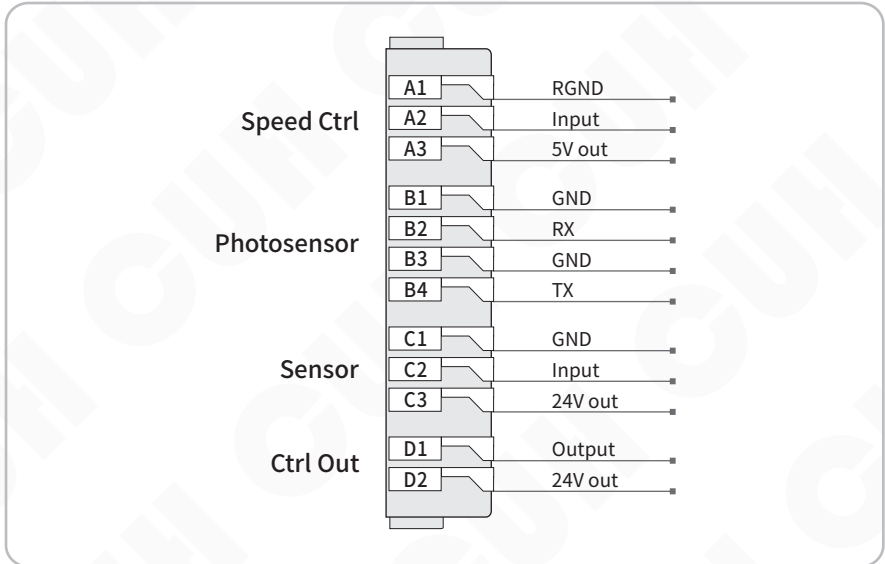 A1 RGND
Speed Ctrl A2 Input
A3 5V out
B1 GND
B2 RX
Photosensor
B3 GND
B4 TX
C1 GND
Sensor C2 Input
C3 24V out
D1 Output
Ctrl Out
D2 24V out
CUH